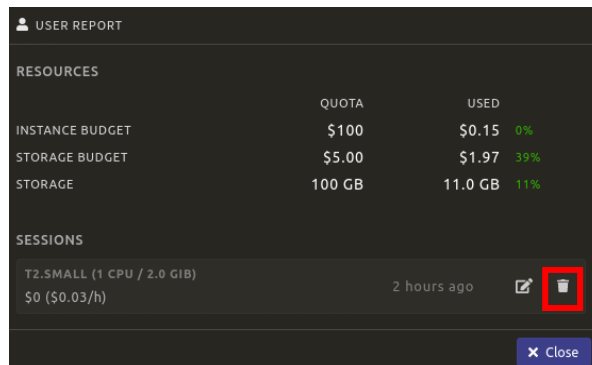 USER REPORT
RESOURCES
QUOTA USED
INSTANCE BUDGET $100 $0.15 0%
STORAGE BUDGET $5.00 $1.97 39%
STORAGE 100 GB 11.0 GB 11%
SESSIONS
T2.SMALL (1 CPU / 2.0 GIB)
2 hours ago
$0 ($0.03/h)
Close